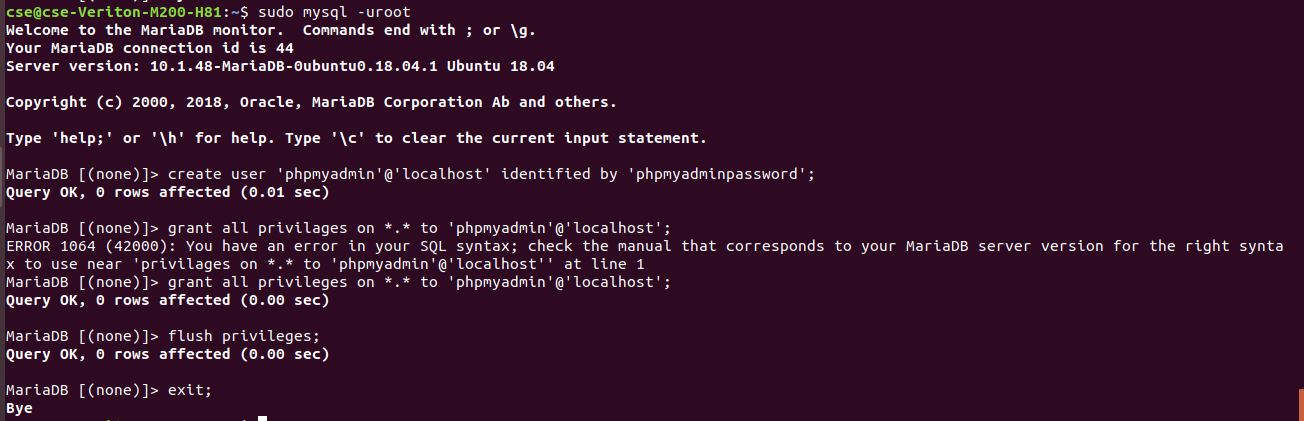 cse@cse-Veriton-M200-H81:~$ sudo mysql -uroot
Welcome to the MariaDB monitor.  Commands end with ; or \g.
Your MariaDB connection id is 44
Server version: 10.1.48-MariaDB-0ubuntu0.18.04.1 Ubuntu 18.04
Copyright (c) 2000, 2018, Oracle, MariaDB Corporation Ab and others.
Type 'help;' or '\h' for help. Type '\c' to clear the current input statement.
MariaDB [(none)]> create user 'phpmyadmin'@'localhost' identified by 'phpmyadminpassword';
Query OK, 0 rows affected (0.01 sec)
MariaDB [(none)]> grant all privilages on *.* to 'phpmyadmin'@'localhost';
ERROR 1064 (42000): You have an error in your SQL syntax; check the manual that corresponds to your MariaDB server version for the right synta
x to use near 'privilages on *.* to 'phpmyadmin'@'localhost'' at line 1
MariaDB [(none)]> grant all privileges on *.* to 'phpmyadmin'@'localhost';
Query OK, 0 rows affected (0.00 sec)
MariaDB [(none)]> flush privileges;
Query OK, 0 rows affected (0.00 sec)
MariaDB [(none)]> exit;
Bye